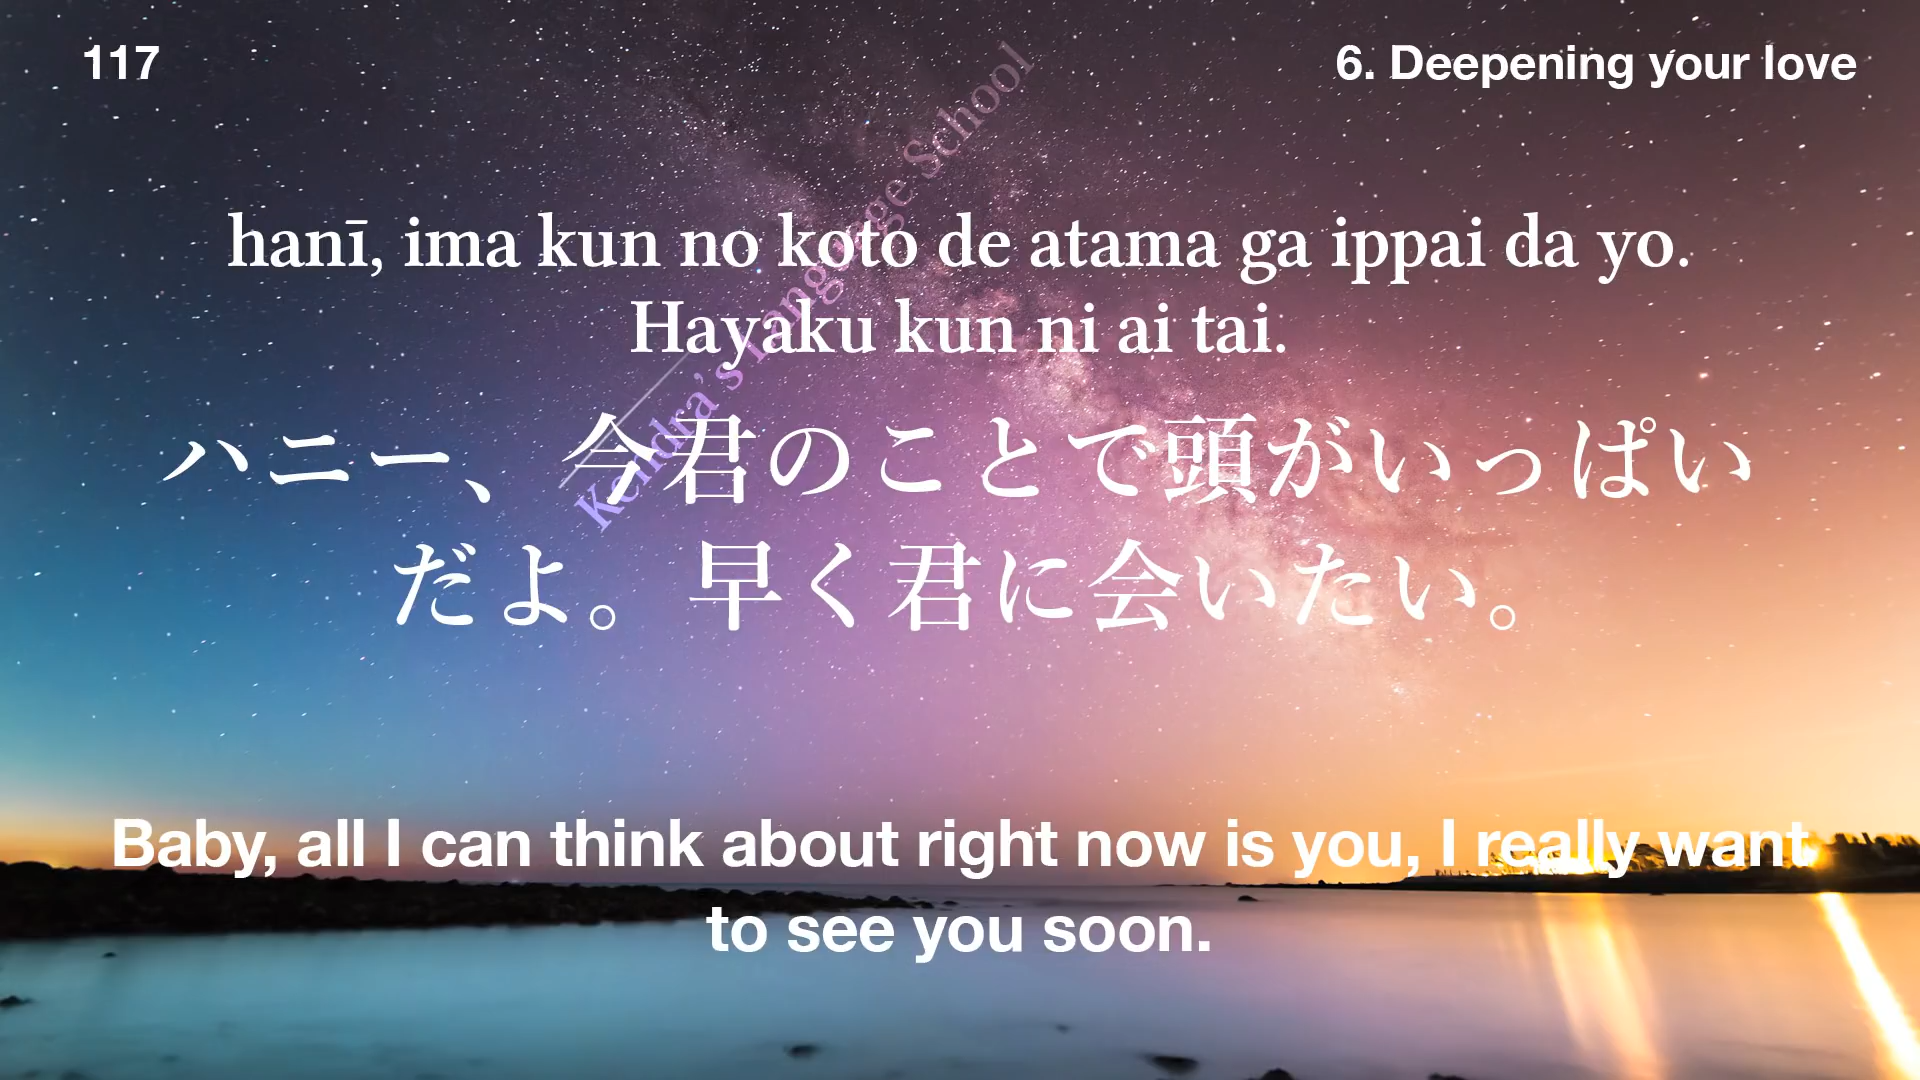 117
6. Deepening your love
hanī, ima kun no koto de atama ga ippai da yo.
Hayaku kun ni ai tai.
ハニー、今君のことで頭がいっぱい
だよ。早く君に会いたい。
Kendra's Language School
Baby, all I can think about right now is you, I really want
to see you soon.